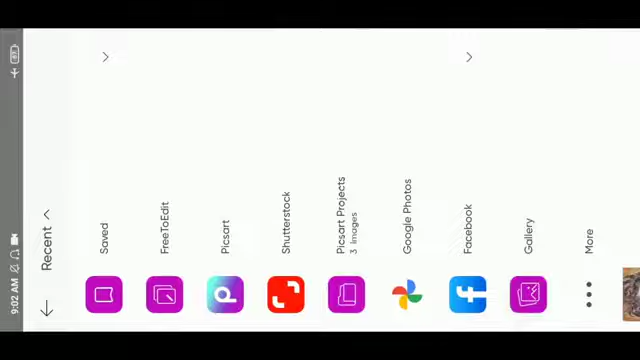 9:02 AM
Recent
Saved
FreeToEdit
Picsart
Shutterstock
Picsart Projects
3 Images
Google Photos
Facebook
Gallery
More